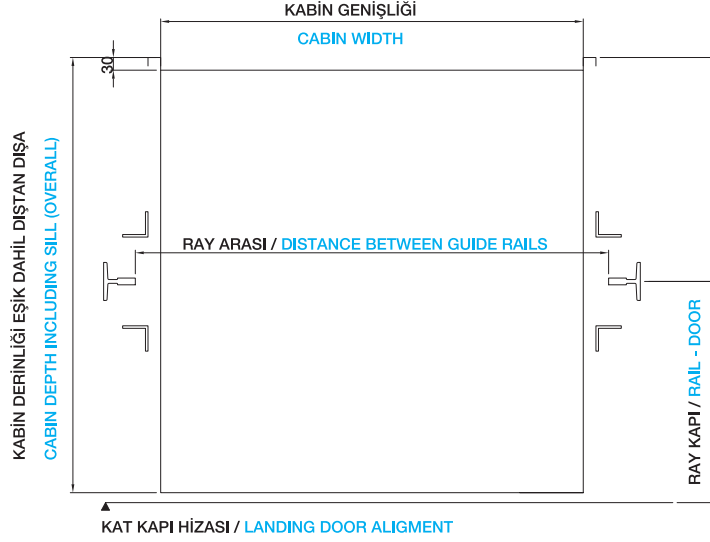 KABİN GENİŞLİĞİ
CABIN WIDTH
30
KABİN DERİNLİĞİ EŞİK DAHİL DIŞTAN DIŞA
CABIN DEPTH INCLUDING SILL (OVERALL)
RAY ARASI / DISTANCE BETWEEN GUIDE RAILS
RAY KAPI / RAIL - DOOR
KAT KAPI HİZASI / LANDING DOOR ALIGMENT